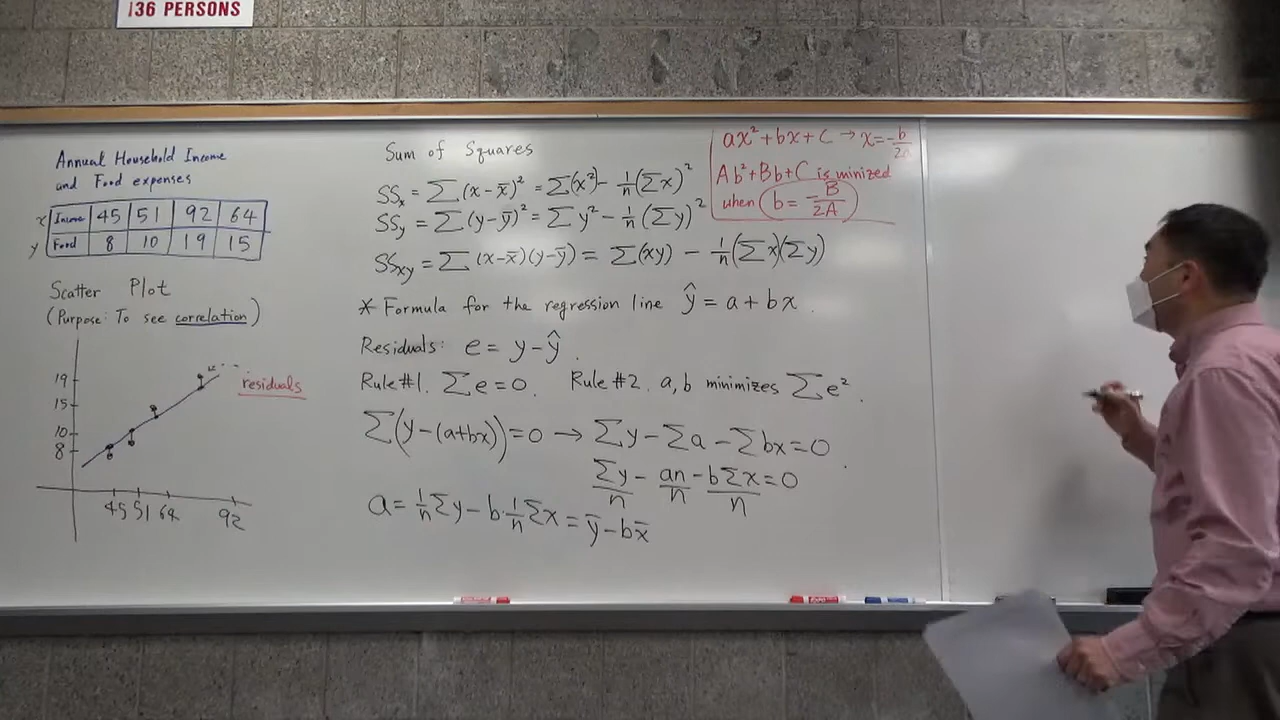 136 PERSONS
Annual Household Income
and Food expenses
x Income 45 51 92 64
y Food 8 10 19 15
Scatter Plot
(Purpose: To see correlation)
19
15
10
8
45 51 64 92
residuals
Sum of Squares
SSx = ∑(x-x̄)² = ∑(x²) - 1/n(∑x)²
SSy = ∑(y-ȳ)² = ∑y² - 1/n(∑y)²
SSxy = ∑(x-x̄)(y-ȳ) = ∑(xy) - 1/n(∑x)(∑y)
* Formula for the regression line ŷ = a + bx.
Residuals: e = y - ŷ.
Rule #1. ∑e = 0. Rule #2. a, b minimizes ∑e².
∑(y-(a+bx)) = 0 → ∑y - ∑a - ∑bx = 0.
∑y/n - an/n - b∑x/n = 0
a = 1/n ∑y - b·1/n ∑x = ȳ - bx̄
ax² + bx + C → x = -b/2a
Ab² + Bb + C is minized
when b = -B/2A